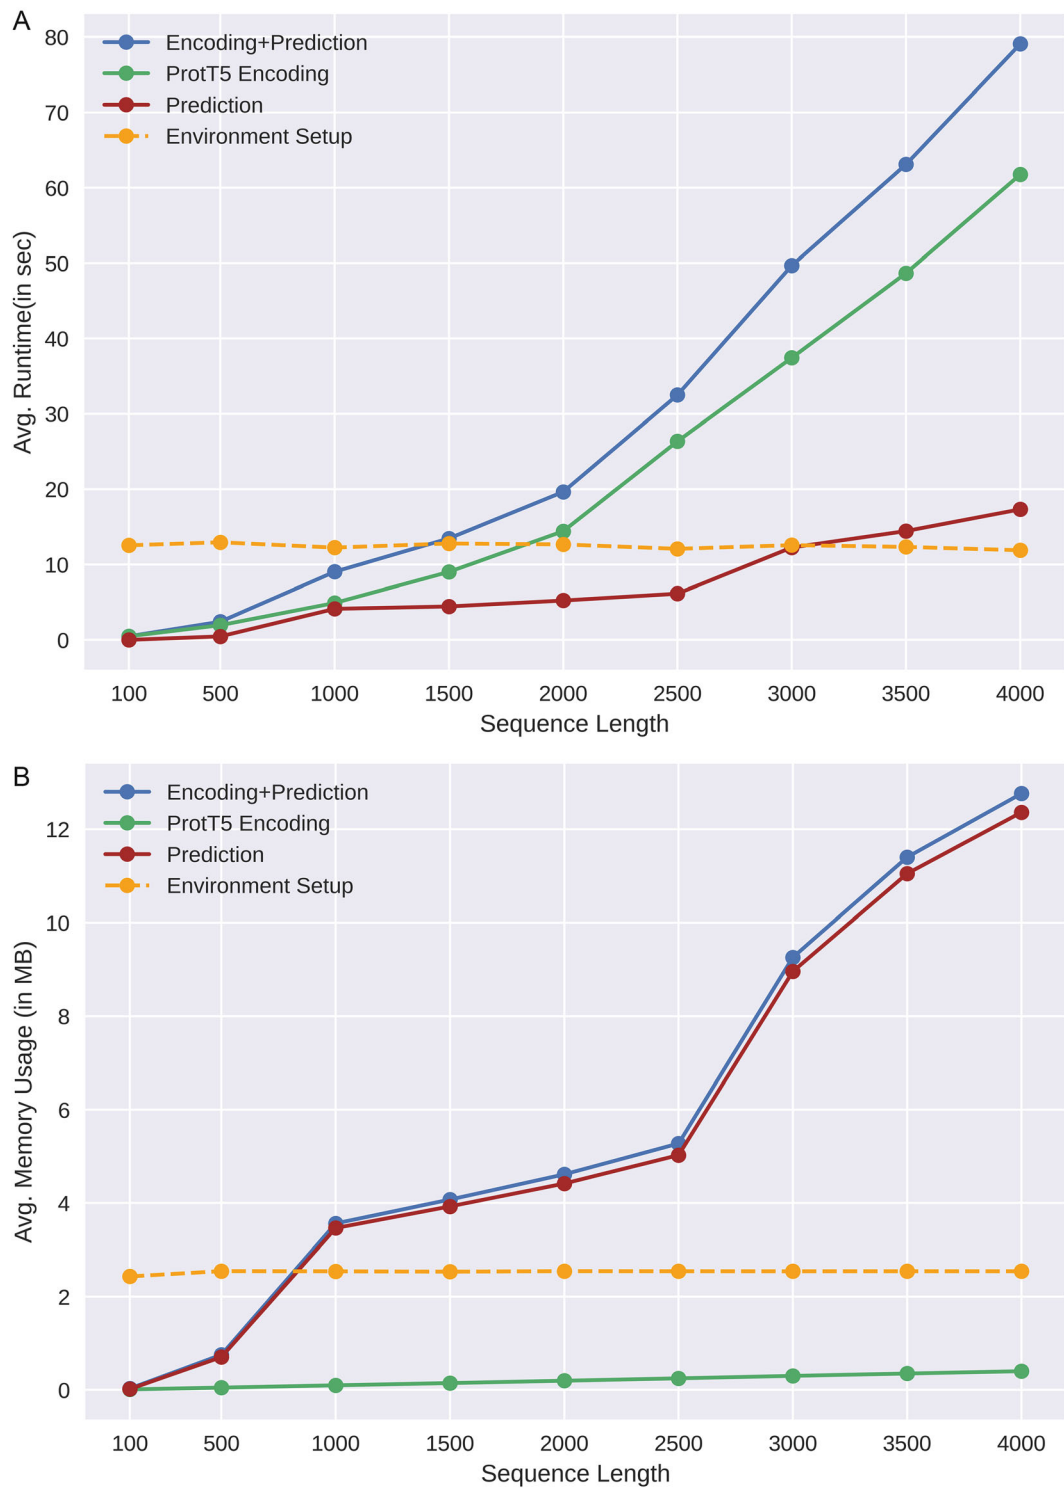 A
80
70
60
50
40
30
20
10
0
Avg. Runtime(in sec)
Encoding+Prediction
ProtT5 Encoding
Prediction
Environment Setup
100 500 1000 1500 2000 2500 3000 3500 4000
Sequence Length
B
12
10
8
6
4
2
0
Avg. Memory Usage (in MB)
Encoding+Prediction
ProtT5 Encoding
Prediction
Environment Setup
100 500 1000 1500 2000 2500 3000 3500 4000
Sequence Length